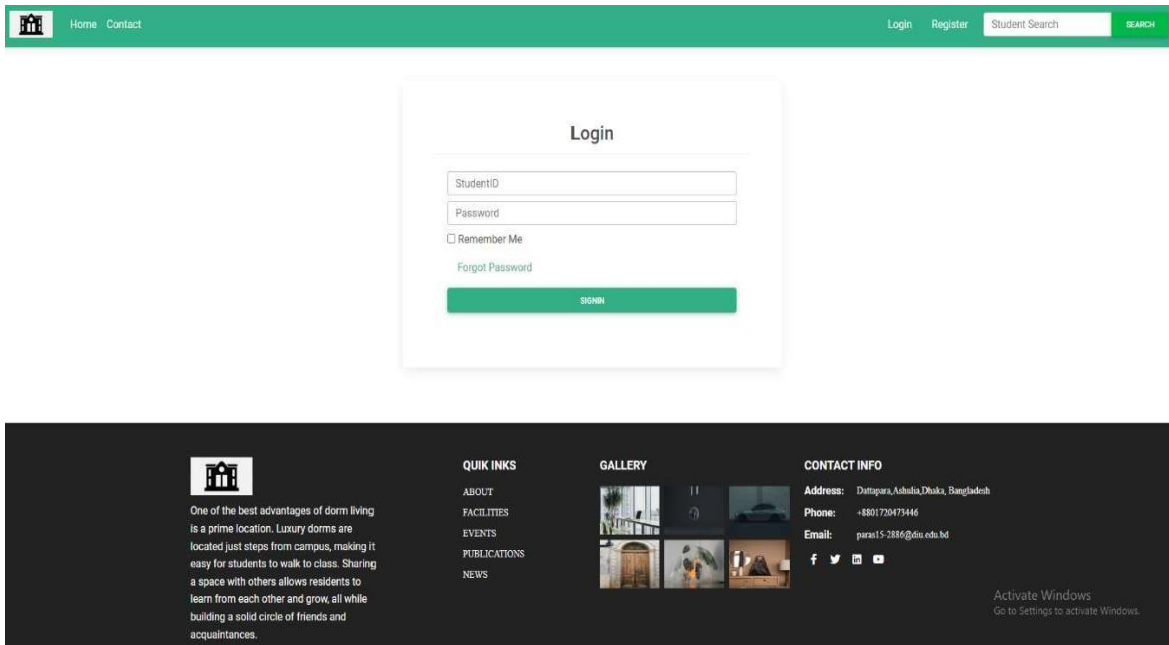 Home Contact
Login Register Student Search SEARCH
Login
StudentID
Password
Remember Me
Forgot Password
SIGNIN
One of the best advantages of dorm living
is a prime location. Luxury dorms are
located just steps from campus, making it
easy for students to walk to class. Sharing
a space with others allows residents to
learn from each other and grow, all while
building a solid circle of friends and
acquaintances.
QUIK INKS
ABOUT
FACILITIES
EVENTS
PUBLICATIONS
NEWS
GALLERY
CONTACT INFO
Address: Dattapara,Ashulia,Dhaka, Bangladesh
Phone: +8801720473446
Email: paras15-2886@diu.edu.bd
Activate Windows
Go to Settings to activate Windows.